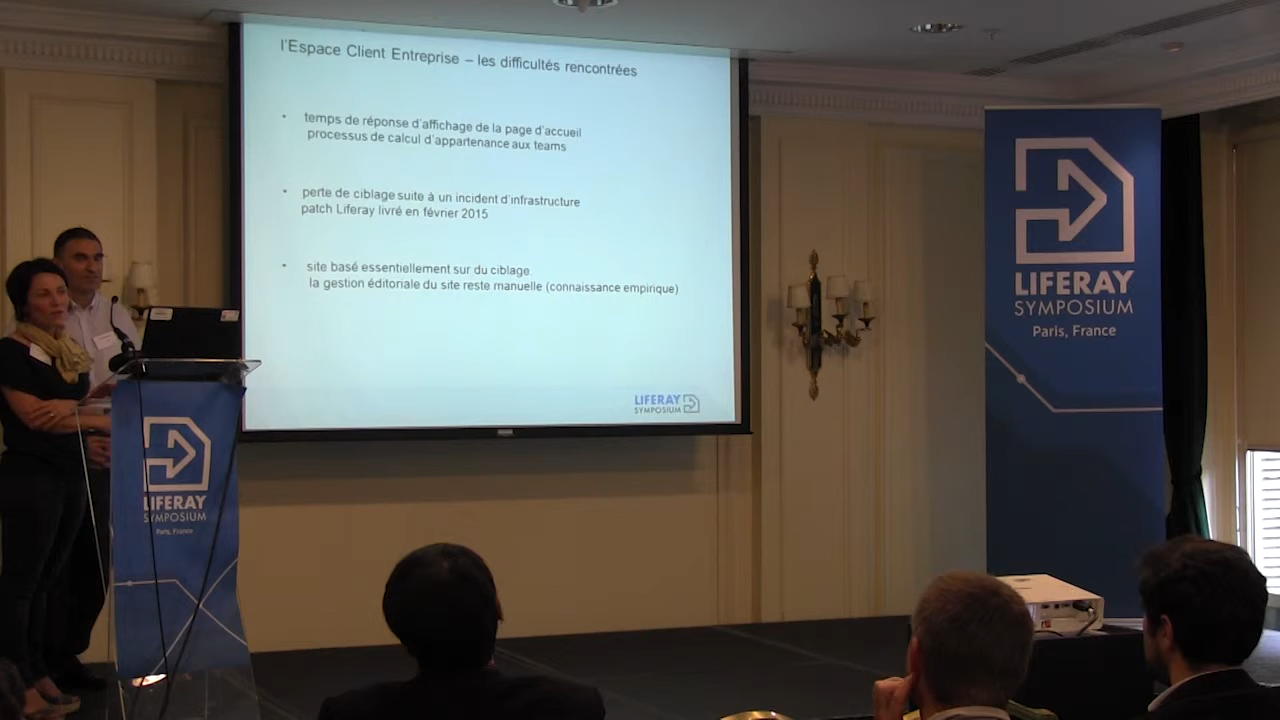 l'Espace Client Entreprise – les difficultés rencontrées
• temps de réponse d'affichage de la page d'accueil
processus de calcul d'appartenance aux teams
• perte de ciblage suite à un incident d'infrastructure
patch Liferay livré en février 2015
• site basé essentiellement sur du ciblage
la gestion éditoriale du site reste manuelle (connaissance empirique)
LIFERAY
SYMPOSIUM
LIFERAY
SYMPOSIUM
Paris, France
LIFERAY
SYMPOSIUM
Paris, France